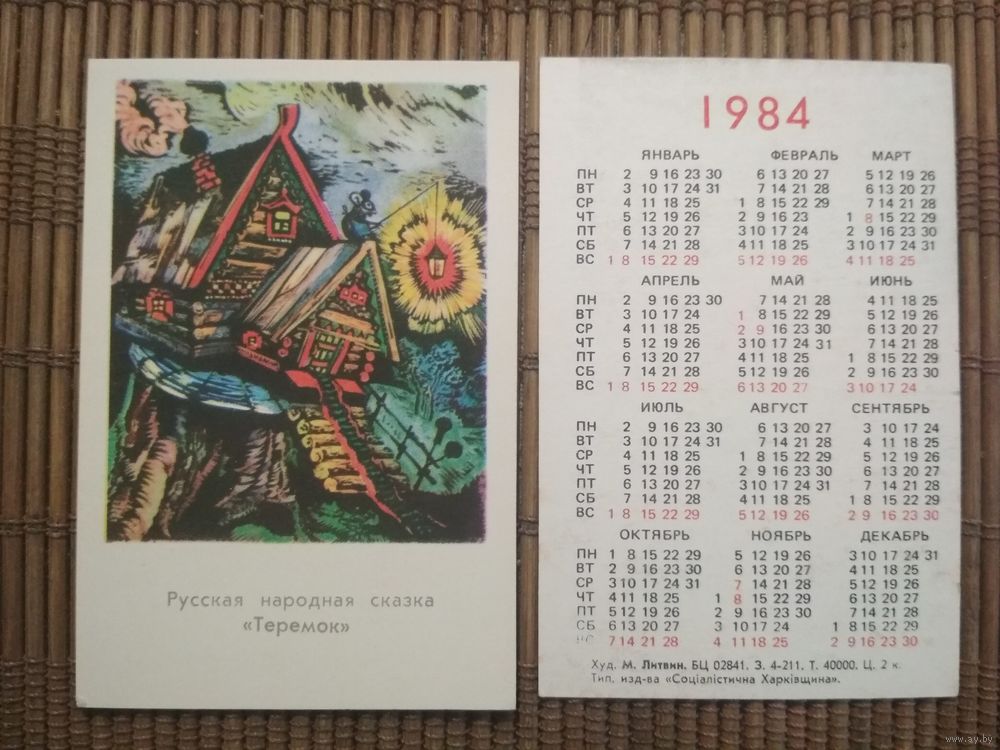 Русская народная сказка
«Теремок»
1984
ЯНВАРЬ ФЕВРАЛЬ МАРТ
ПН 2 9 16 23 30 6 13 20 27 5 12 19 26
ВТ 3 10 17 24 31 7 14 21 28 6 13 20 27
СР 4 11 18 25 1 8 15 22 29 7 14 21 28
ЧТ 5 12 19 26 2 9 16 23 1 8 15 22 29
ПТ 6 13 20 27 3 10 17 24 2 9 16 23 30
СБ 7 14 21 28 4 11 18 25 3 10 17 24 31
ВС 1 8 15 22 29 5 12 19 26 4 11 18 25
АПРЕЛЬ МАЙ ИЮНЬ
ПН 2 9 16 23 30 7 14 21 28 4 11 18 25
ВТ 3 10 17 24 1 8 15 22 29 5 12 19 26
СР 4 11 18 25 2 9 16 23 30 6 13 20 27
ЧТ 5 12 19 26 3 10 17 24 31 7 14 21 28
ПТ 6 13 20 27 4 11 18 25 1 8 15 22 29
СБ 7 14 21 28 5 12 19 26 2 9 16 23 30
ВС 1 8 15 22 29 6 13 20 27 3 10 17 24
ИЮЛЬ АВГУСТ СЕНТЯБРЬ
ПН 2 9 16 23 30 6 13 20 27 3 10 17 24
ВТ 3 10 17 24 31 7 14 21 28 4 11 18 25
СР 4 11 18 25 1 8 15 22 29 5 12 19 26
ЧТ 5 12 19 26 2 9 16 23 30 6 13 20 27
ПТ 6 13 20 27 3 10 17 24 31 7 14 21 28
СБ 7 14 21 28 4 11 18 25 1 8 15 22 29
ВС 1 8 15 22 29 5 12 19 26 2 9 16 23 30
ОКТЯБРЬ НОЯБРЬ ДЕКАБРЬ
ПН 1 8 15 22 29 5 12 19 26 3 10 17 24 31
ВТ 2 9 16 23 30 6 13 20 27 4 11 18 25
СР 3 10 17 24 31 7 14 21 28 5 12 19 26
ЧТ 4 11 18 25 1 8 15 22 29 6 13 20 27
ПТ 5 12 19 26 2 9 16 23 30 7 14 21 28
СБ 6 13 20 27 3 10 17 24 1 8 15 22 29
ВС 7 14 21 28 4 11 18 25 2 9 16 23 30
Худ. М. Литвин. БЦ 02841. З. 4-211. Т. 40000. Ц. 2 к.
Тип. изд-ва «Соціалістична Харківщина».
www.ay.by